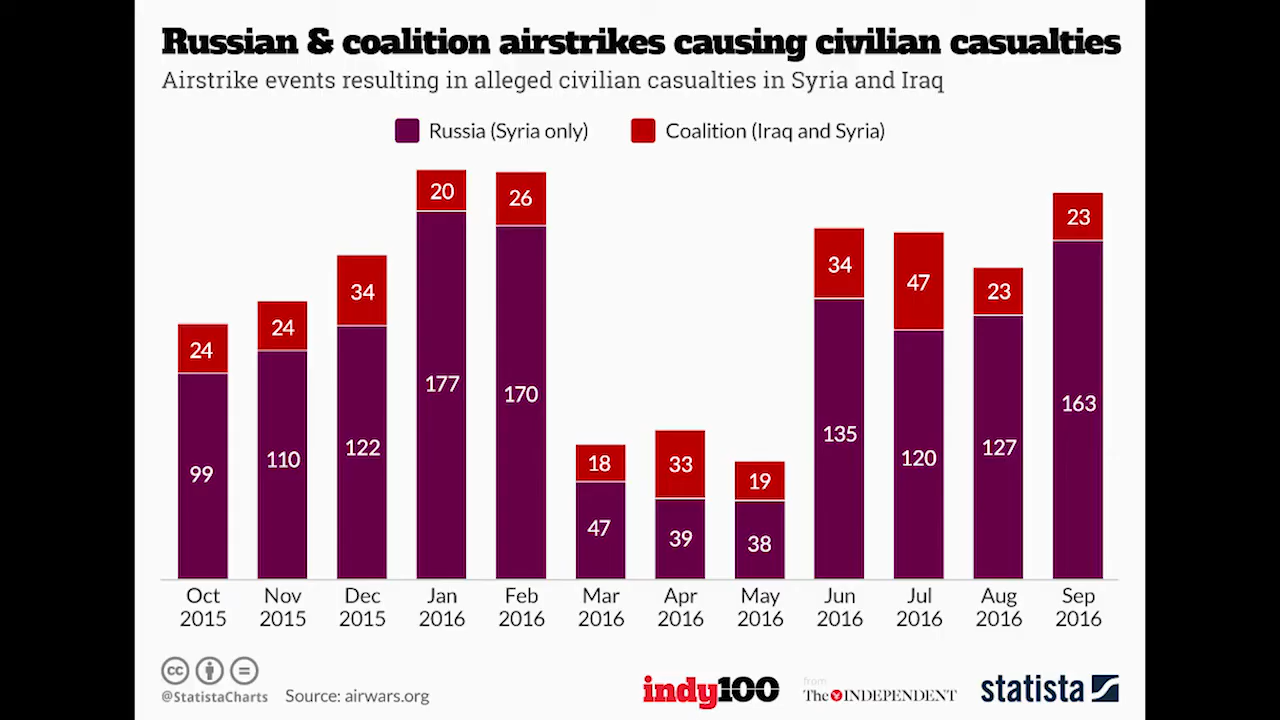 Russian & coalition airstrikes causing civilian casualties
Airstrike events resulting in alleged civilian casualties in Syria and Iraq
Russia (Syria only) Coalition (Iraq and Syria)
24 24 34 20 26 18 33 19 34 47 23 23
99 110 122 177 170 47 39 38 135 120 127 163
Oct Nov Dec Jan Feb Mar Apr May Jun Jul Aug Sep
2015 2015 2015 2016 2016 2016 2016 2016 2016 2016 2016 2016
cc
@StatistaCharts Source: airwars.org
indy100
from
The INDEPENDENT
statista